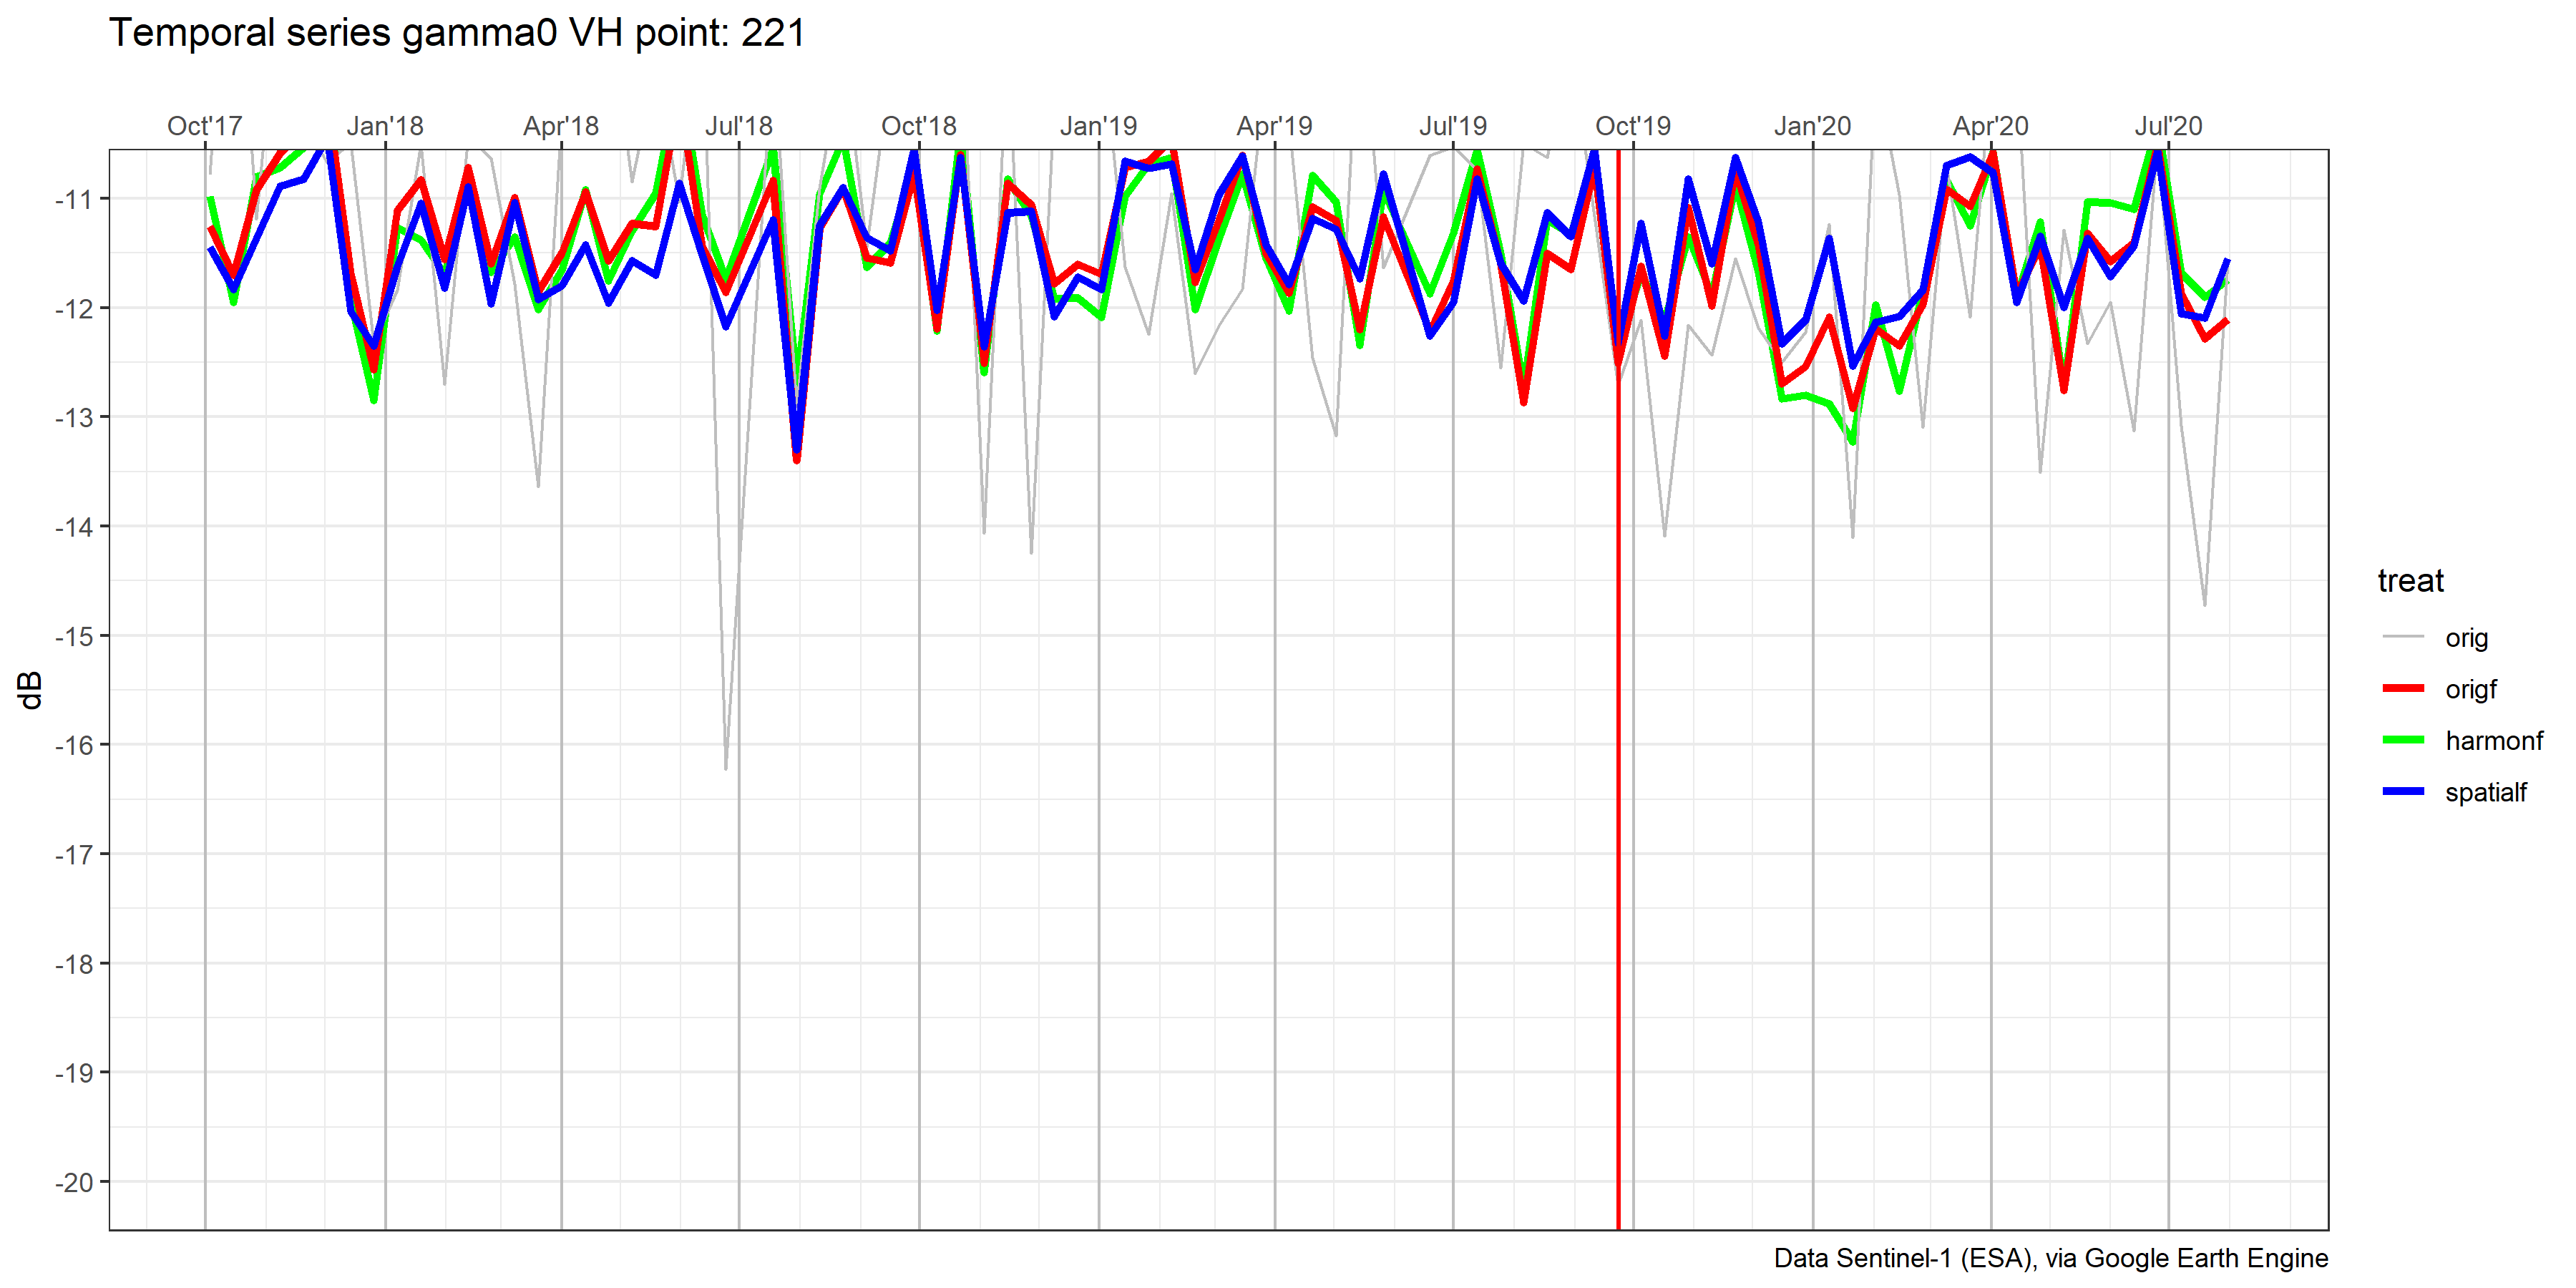 Temporal series gamma0 VH point: 221
Oct'17 Jan'18 Apr'18 Jul'18 Oct'18 Jan'19 Apr'19 Jul'19 Oct'19 Jan'20 Apr'20 Jul'20
-11
-12
-13
-14
-15
-16
-17
-18
-19
-20
dB
treat
orig
origf
harmonf
spatialf
Data Sentinel-1 (ESA), via Google Earth Engine